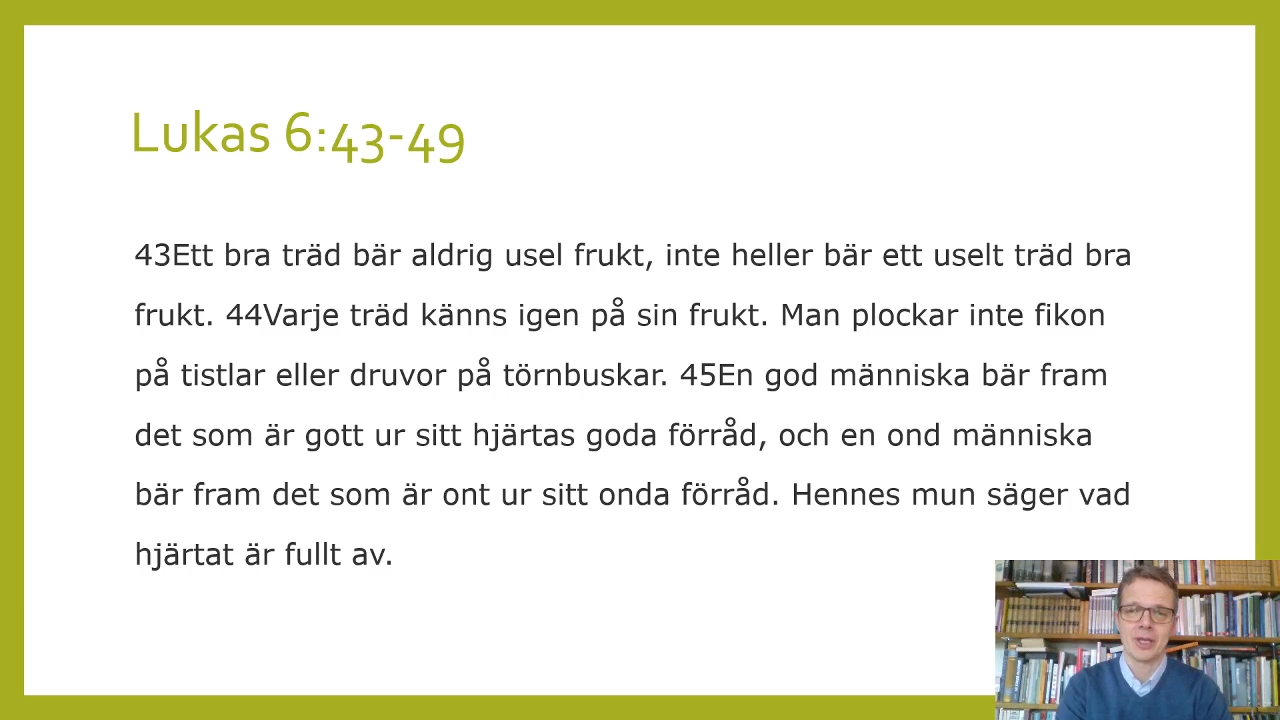 Lukas 6:43-49
43Ett bra träd bär aldrig usel frukt, inte heller bär ett uselt träd bra
frukt. 44Varje träd känns igen på sin frukt. Man plockar inte fikon
på tistlar eller druvor på törnbuskar. 45En god människa bär fram
det som är gott ur sitt hjärtas goda förråd, och en ond människa
bär fram det som är ont ur sitt onda förråd. Hennes mun säger vad
hjärtat är fullt av.